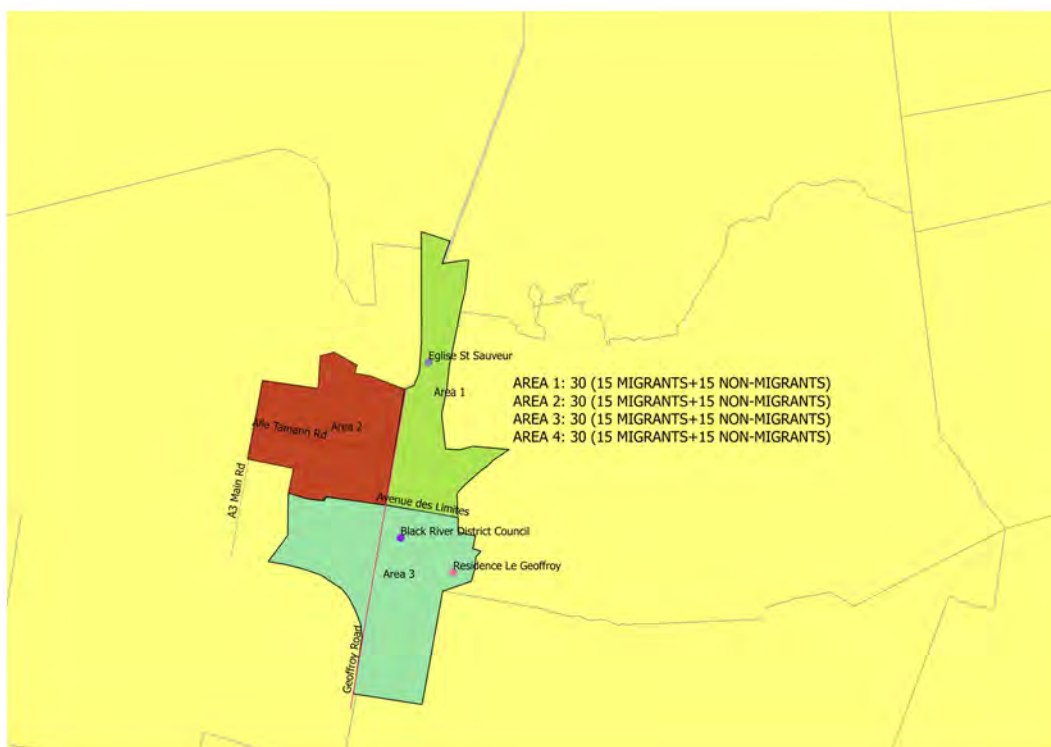 Eglise St Sauveur
AREA 1: 30 (15 MIGRANTS+15 NON-MIGRANTS)
Area 1
AREA 2: 30 (15 MIGRANTS+15 NON-MIGRANTS)
AREA 3: 30 (15 MIGRANTS+15 NON-MIGRANTS)
AREA 4: 30 (15 MIGRANTS+15 NON-MIGRANTS)
Alle Tamarin Rd
Area 2
A3 Main Rd
Avenue des Limites
Black River District Council
Residence Le Geoffroy
Area 3
Geoffroy Road